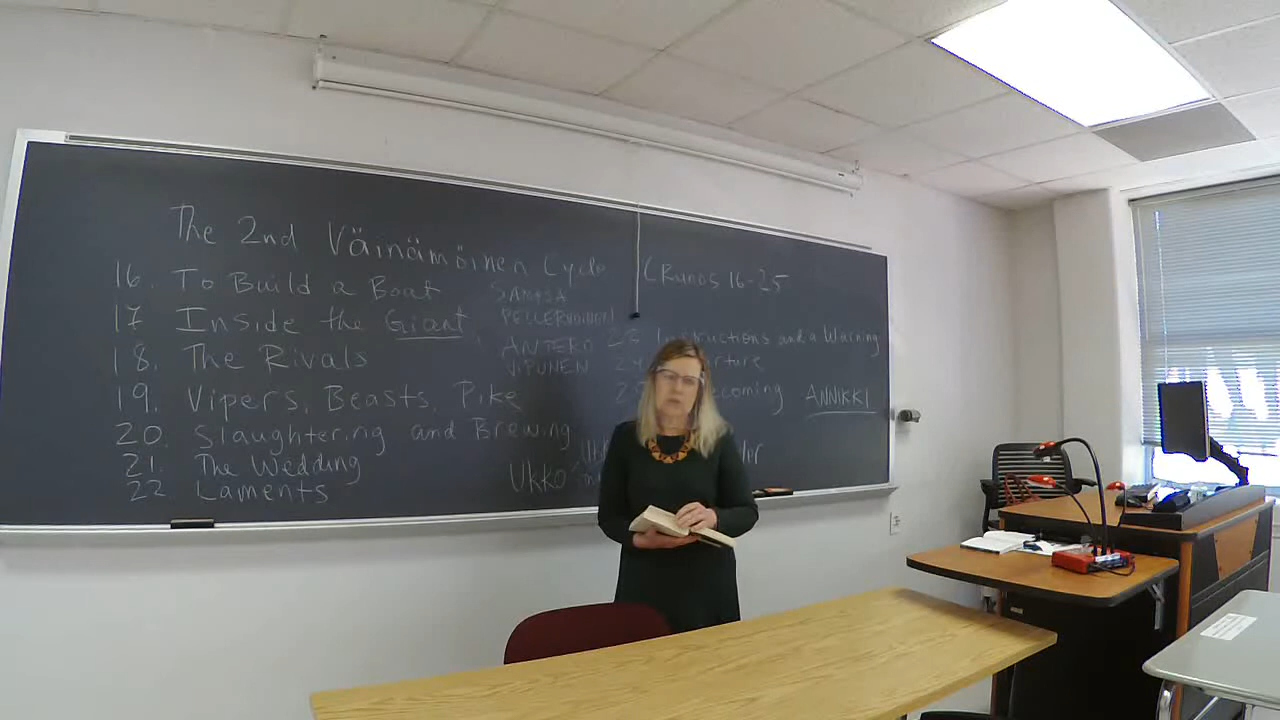 The 2nd Väinämöinen Cycle (Runos 16-25
16. To Build a Boat
SAMPSA
PELLERVOINEN
17 Inside the Giant
ANTERO
VIPUNEN
18. The Rivals
19. Vipers, Beasts, Pike
20. Slaughtering and
21. The Wedding
22 Laments
Instructions and a Warning
ANNIKKI
Ukko